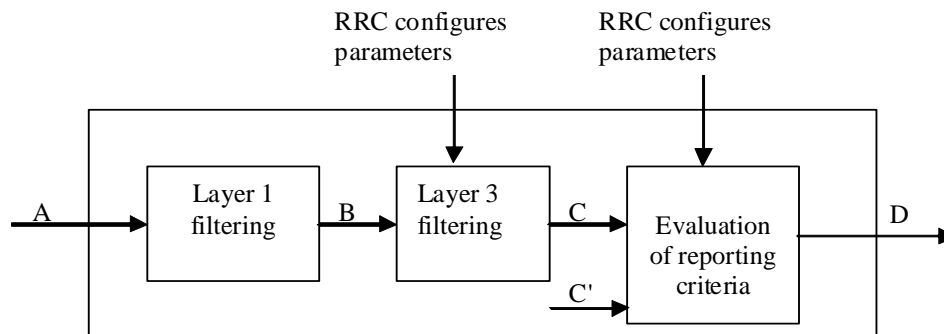 RRC configures
parameters
RRC configures
parameters
Layer 1
filtering
Layer 3
filtering
Evaluation
of reporting
criteria
A
B
C
C'
D